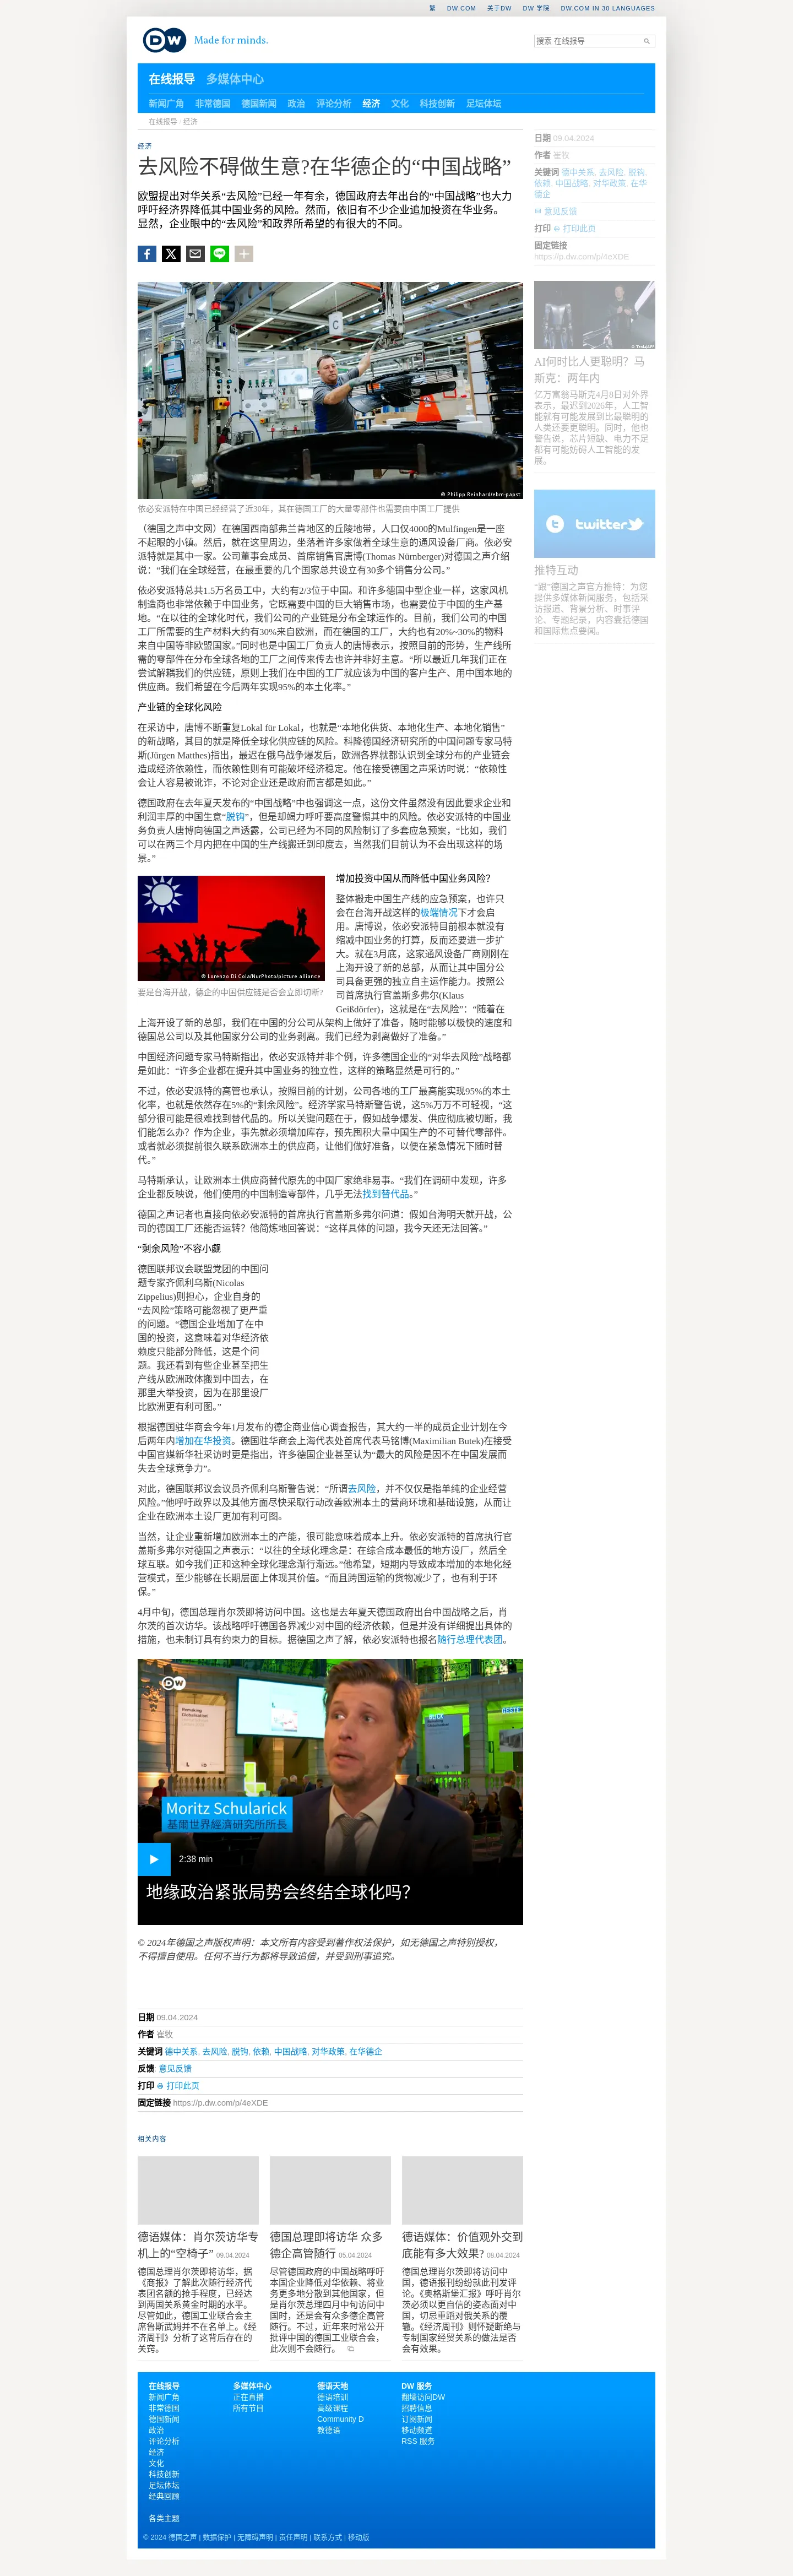 繁 DW.COM 关于DW DW 学院 DW.COM IN 30 LANGUAGES
DW Made for minds.
搜索 在线报导
在线报导 多媒体中心
新闻广角 非常德国 德国新闻 政治 评论分析 经济 文化 科技创新 足坛体坛
在线报导 / 经济
经济
去风险不碍做生意?在华德企的“中国战略”
欧盟提出对华关系“去风险”已经一年有余，德国政府去年出台的“中国战略”也大力
呼吁经济界降低其中国业务的风险。然而，依旧有不少企业追加投资在华业务。
显然，企业眼中的“去风险”和政界所希望的有很大的不同。
C
© Philipp Reinhard/ebm-papst
依必安派特在中国已经经营了近30年，其在德国工厂的大量零部件也需要由中国工厂提供
（德国之声中文网）在德国西南部弗兰肯地区的丘陵地带，人口仅4000的Mulfingen是一座
不起眼的小镇。然后，就在这里周边，坐落着许多家做着全球生意的通风设备厂商。依必安
派特就是其中一家。公司董事会成员、首席销售官唐博(Thomas Nürnberger)对德国之声介绍
说：“我们在全球经营，在最重要的几个国家总共设立有30多个销售分公司。”
依必安派特总共1.5万名员工中，大约有2/3位于中国。和许多德国中型企业一样，这家风机
制造商也非常依赖于中国业务，它既需要中国的巨大销售市场，也需要位于中国的生产基
地。“在以往的全球化时代，我们公司的产业链是分布全球运作的。目前，我们公司的中国
工厂所需要的生产材料大约有30%来自欧洲，而在德国的工厂，大约也有20%~30%的物料
来自中国等非欧盟国家。”同时也是中国工厂负责人的唐博表示，按照目前的形势，生产线所
需的零部件在分布全球各地的工厂之间传来传去也许并非好主意。“所以最近几年我们正在
尝试解耦我们的供应链，原则上我们在中国的工厂就应该为中国的客户生产、用中国本地的
供应商。我们希望在今后两年实现95%的本土化率。”
产业链的全球化风险
在采访中，唐博不断重复Lokal für Lokal，也就是“本地化供货、本地化生产、本地化销售”
的新战略，其目的就是降低全球化供应链的风险。科隆德国经济研究所的中国问题专家马特
斯(Jürgen Matthes)指出，最迟在俄乌战争爆发后，欧洲各界就都认识到全球分布的产业链会
造成经济依赖性，而依赖性则有可能破坏经济稳定。他在接受德国之声采访时说：“依赖性
会让人容易被讹诈，不论对企业还是政府而言都是如此。”
德国政府在去年夏天发布的“中国战略”中也强调这一点，这份文件虽然没有因此要求企业和
利润丰厚的中国生意“脱钩”，但是却竭力呼吁要高度警惕其中的风险。依必安派特的中国业
务负责人唐博向德国之声透露，公司已经为不同的风险制订了多套应急预案，“比如，我们
可以在两三个月内把在中国的生产线搬迁到印度去，当然我们目前认为不会出现这样的场
景。”
© Lorenzo Di Cola/NurPhoto/picture alliance
要是台海开战，德企的中国供应链是否会立即切断?
增加投资中国从而降低中国业务风险？
整体搬走中国生产线的应急预案，也许只
会在台海开战这样的极端情况下才会启
用。唐博说，依必安派特目前根本就没有
缩减中国业务的打算，反而还要进一步扩
大。就在3月底，这家通风设备厂商刚刚在
上海开设了新的总部，从而让其中国分公
司具备更强的独立自主运作能力。按照公
司首席执行官盖斯多弗尔(Klaus
Geißdörfer)，这就是在“去风险”：“随着在
上海开设了新的总部，我们在中国的分公司从架构上做好了准备，随时能够以极快的速度和
德国总公司以及其他国家分公司的业务剥离。我们已经为剥离做好了准备。”
中国经济问题专家马特斯指出，依必安派特并非个例，许多德国企业的“对华去风险”战略都
是如此：“许多企业都在提升其中国业务的独立性，这样的策略显然是可行的。”
不过，依必安派特的高管也承认，按照目前的计划，公司各地的工厂最高能实现95%的本土
化率，也就是依然存在5%的“剩余风险”。经济学家马特斯警告说，这5%万万不可轻视，“这
部分很可能是很难找到替代品的。所以关键问题在于，假如战争爆发、供应彻底被切断，我
们能怎么办？作为企业，事先就必须增加库存，预先囤积大量中国生产的不可替代零部件。
或者就必须提前很久联系欧洲本土的供应商，让他们做好准备，以便在紧急情况下随时替
代。”
马特斯承认，让欧洲本土供应商替代原先的中国厂家绝非易事。“我们在调研中发现，许多
企业都反映说，他们使用的中国制造零部件，几乎无法找到替代品。”
德国之声记者也直接向依必安派特的首席执行官盖斯多弗尔问道：假如台海明天就开战，公
司的德国工厂还能否运转？他简炼地回答说：“这样具体的问题，我今天还无法回答。”
“剩余风险”不容小觑
德国联邦议会联盟党团的中国问
题专家齐佩利乌斯(Nicolas
Zippelius)则担心，企业自身的
“去风险”策略可能忽视了更严重
的问题。“德国企业增加了在中
国的投资，这意味着对华经济依
赖度只能部分降低，这是个问
题。我还看到有些企业甚至把生
产线从欧洲政体搬到中国去，在
那里大举投资，因为在那里设厂
比欧洲更有利可图。”
根据德国驻华商会今年1月发布的德企商业信心调查报告，其大约一半的成员企业计划在今
后两年内增加在华投资。德国驻华商会上海代表处首席代表马铭博(Maximilian Butek)在接受
中国官媒新华社采访时更是指出，许多德国企业甚至认为“最大的风险是因不在中国发展而
失去全球竞争力”。
对此，德国联邦议会议员齐佩利乌斯警告说：“所谓去风险，并不仅仅是指单纯的企业经营
风险。”他呼吁政界以及其他方面尽快采取行动改善欧洲本土的营商环境和基础设施，从而让
企业在欧洲本土设厂更加有利可图。
当然，让企业重新增加欧洲本土的产能，很可能意味着成本上升。依必安派特的首席执行官
盖斯多弗尔对德国之声表示：“以往的全球化理念是：在综合成本最低的地方设厂，然后全
球互联。如今我们正和这种全球化理念渐行渐远。”他希望，短期内导致成本增加的本地化经
营模式，至少能够在长期层面上体现其价值。“而且跨国运输的货物减少了，也有利于环
保。”
4月中旬，德国总理肖尔茨即将访问中国。这也是去年夏天德国政府出台中国战略之后，肖
尔茨的首次访华。该战略呼吁德国各界减少对中国的经济依赖，但是并没有详细提出具体的
措施，也未制订具有约束力的目标。据德国之声了解，依必安派特也报名随行总理代表团。
Moritz Schularick
基爾世界經濟研究所所長
2:38 min
地缘政治紧张局势会终结全球化吗？
© 2024年德国之声版权声明：本文所有内容受到著作权法保护，如无德国之声特别授权，
不得擅自使用。任何不当行为都将导致追偿，并受到刑事追究。
日期 09.04.2024
作者 崔牧
关键词 德中关系, 去风险, 脱钩, 依赖, 中国战略, 对华政策, 在华德企
反馈: 意见反馈
打印 打印此页
固定链接 https://p.dw.com/p/4eXDE
相关内容
德语媒体：肖尔茨访华专
机上的“空椅子” 09.04.2024
德国总理肖尔茨即将访华，据
《商报》了解此次随行经济代
表团名额的抢手程度，已经达
到两国关系黄金时期的水平。
尽管如此，德国工业联合会主
席鲁斯武姆并不在名单上。《经
济周刊》分析了这背后存在的
关窍。
德国总理即将访华 众多
德企高管随行 05.04.2024
尽管德国政府的中国战略呼吁
本国企业降低对华依赖、将业
务更多地分散到其他国家，但
是肖尔茨总理四月中旬访问中
国时，还是会有众多德企高管
随行。不过，近年来时常公开
批评中国的德国工业联合会，
此次则不会随行。
德语媒体：价值观外交到
底能有多大效果? 08.04.2024
德国总理肖尔茨即将访问中
国，德语报刊纷纷就此刊发评
论。《奥格斯堡汇报》呼吁肖尔
茨必须以更自信的姿态面对中
国，切忌重蹈对俄关系的覆
辙。《经济周刊》则怀疑断绝与
专制国家经贸关系的做法是否
会有效果。
日期 09.04.2024
作者 崔牧
关键词 德中关系, 去风险, 脱钩,
依赖, 中国战略, 对华政策, 在华
德企
意见反馈
打印 打印此页
固定链接
https://p.dw.com/p/4eXDE
AI何时比人更聪明？马
斯克：两年内
亿万富翁马斯克4月8日对外界
表示，最迟到2026年，人工智
能就有可能发展到比最聪明的
人类还要更聪明。同时，他也
警告说，芯片短缺、电力不足
都有可能妨碍人工智能的发
展。
twitter
推特互动
“跟”德国之声官方推特：为您
提供多媒体新闻服务，包括采
访报道、背景分析、时事评
论、专题纪录，内容囊括德国
和国际焦点要闻。
在线报导
新闻广角
非常德国
德国新闻
政治
评论分析
经济
文化
科技创新
足坛体坛
经典回顾
各类主题
多媒体中心
正在直播
所有节目
德语天地
德语培训
高级课程
Community D
教德语
DW 服务
翻墙访问DW
招聘信息
订阅新闻
移动频道
RSS 服务
© 2024 德国之声 | 数据保护 | 无障碍声明 | 责任声明 | 联系方式 | 移动版